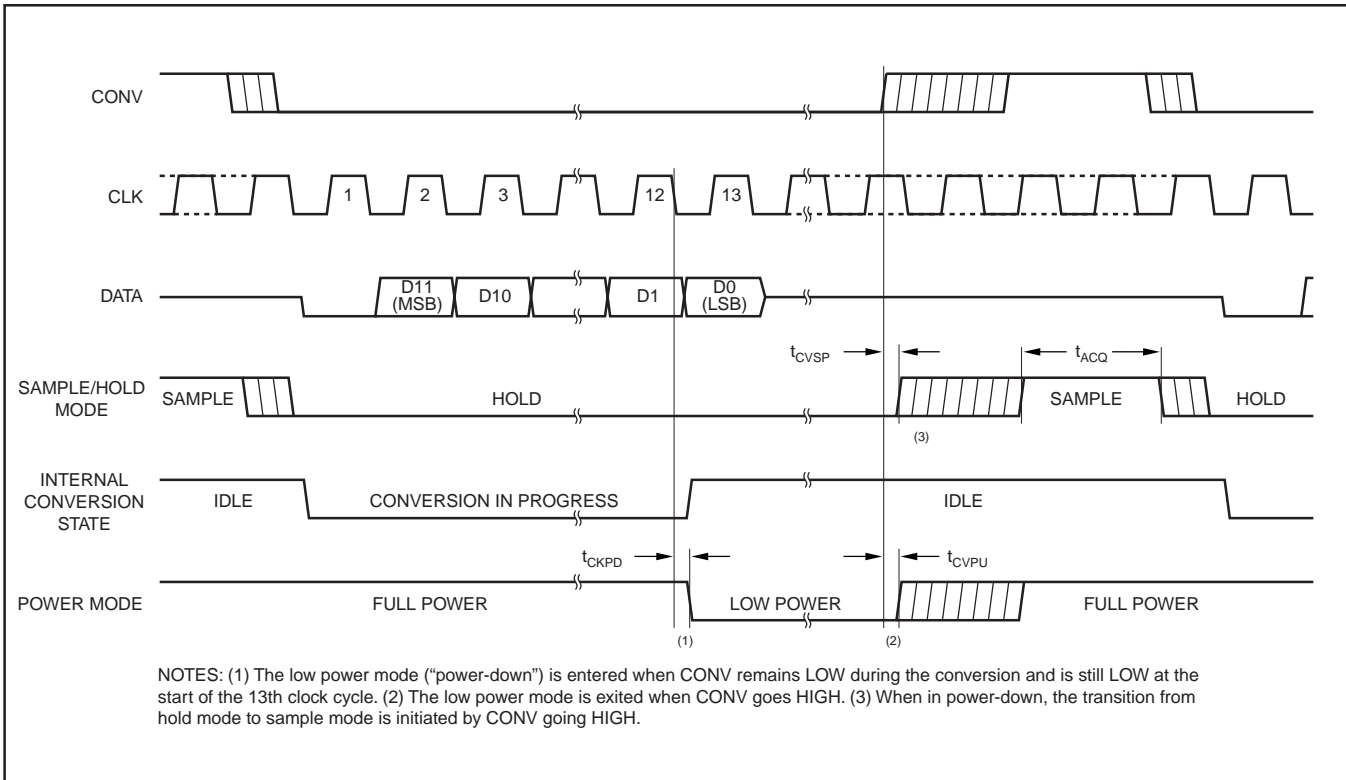 CONV
CLK
1
2
3
12
13
DATA
D11
(MSB)
D10
D1
D0
(LSB)
tCVSP
tACQ
SAMPLE/HOLD
MODE
SAMPLE
HOLD
SAMPLE
HOLD
(3)
INTERNAL
CONVERSION
STATE
IDLE
CONVERSION IN PROGRESS
IDLE
tCKPD
tCVPU
POWER MODE
FULL POWER
LOW POWER
FULL POWER
(1)
(2)
NOTES: (1) The low power mode (“power-down”) is entered when CONV remains LOW during the conversion and is still LOW at the
start of the 13th clock cycle. (2) The low power mode is exited when CONV goes HIGH. (3) When in power-down, the transition from
hold mode to sample mode is initiated by CONV going HIGH.